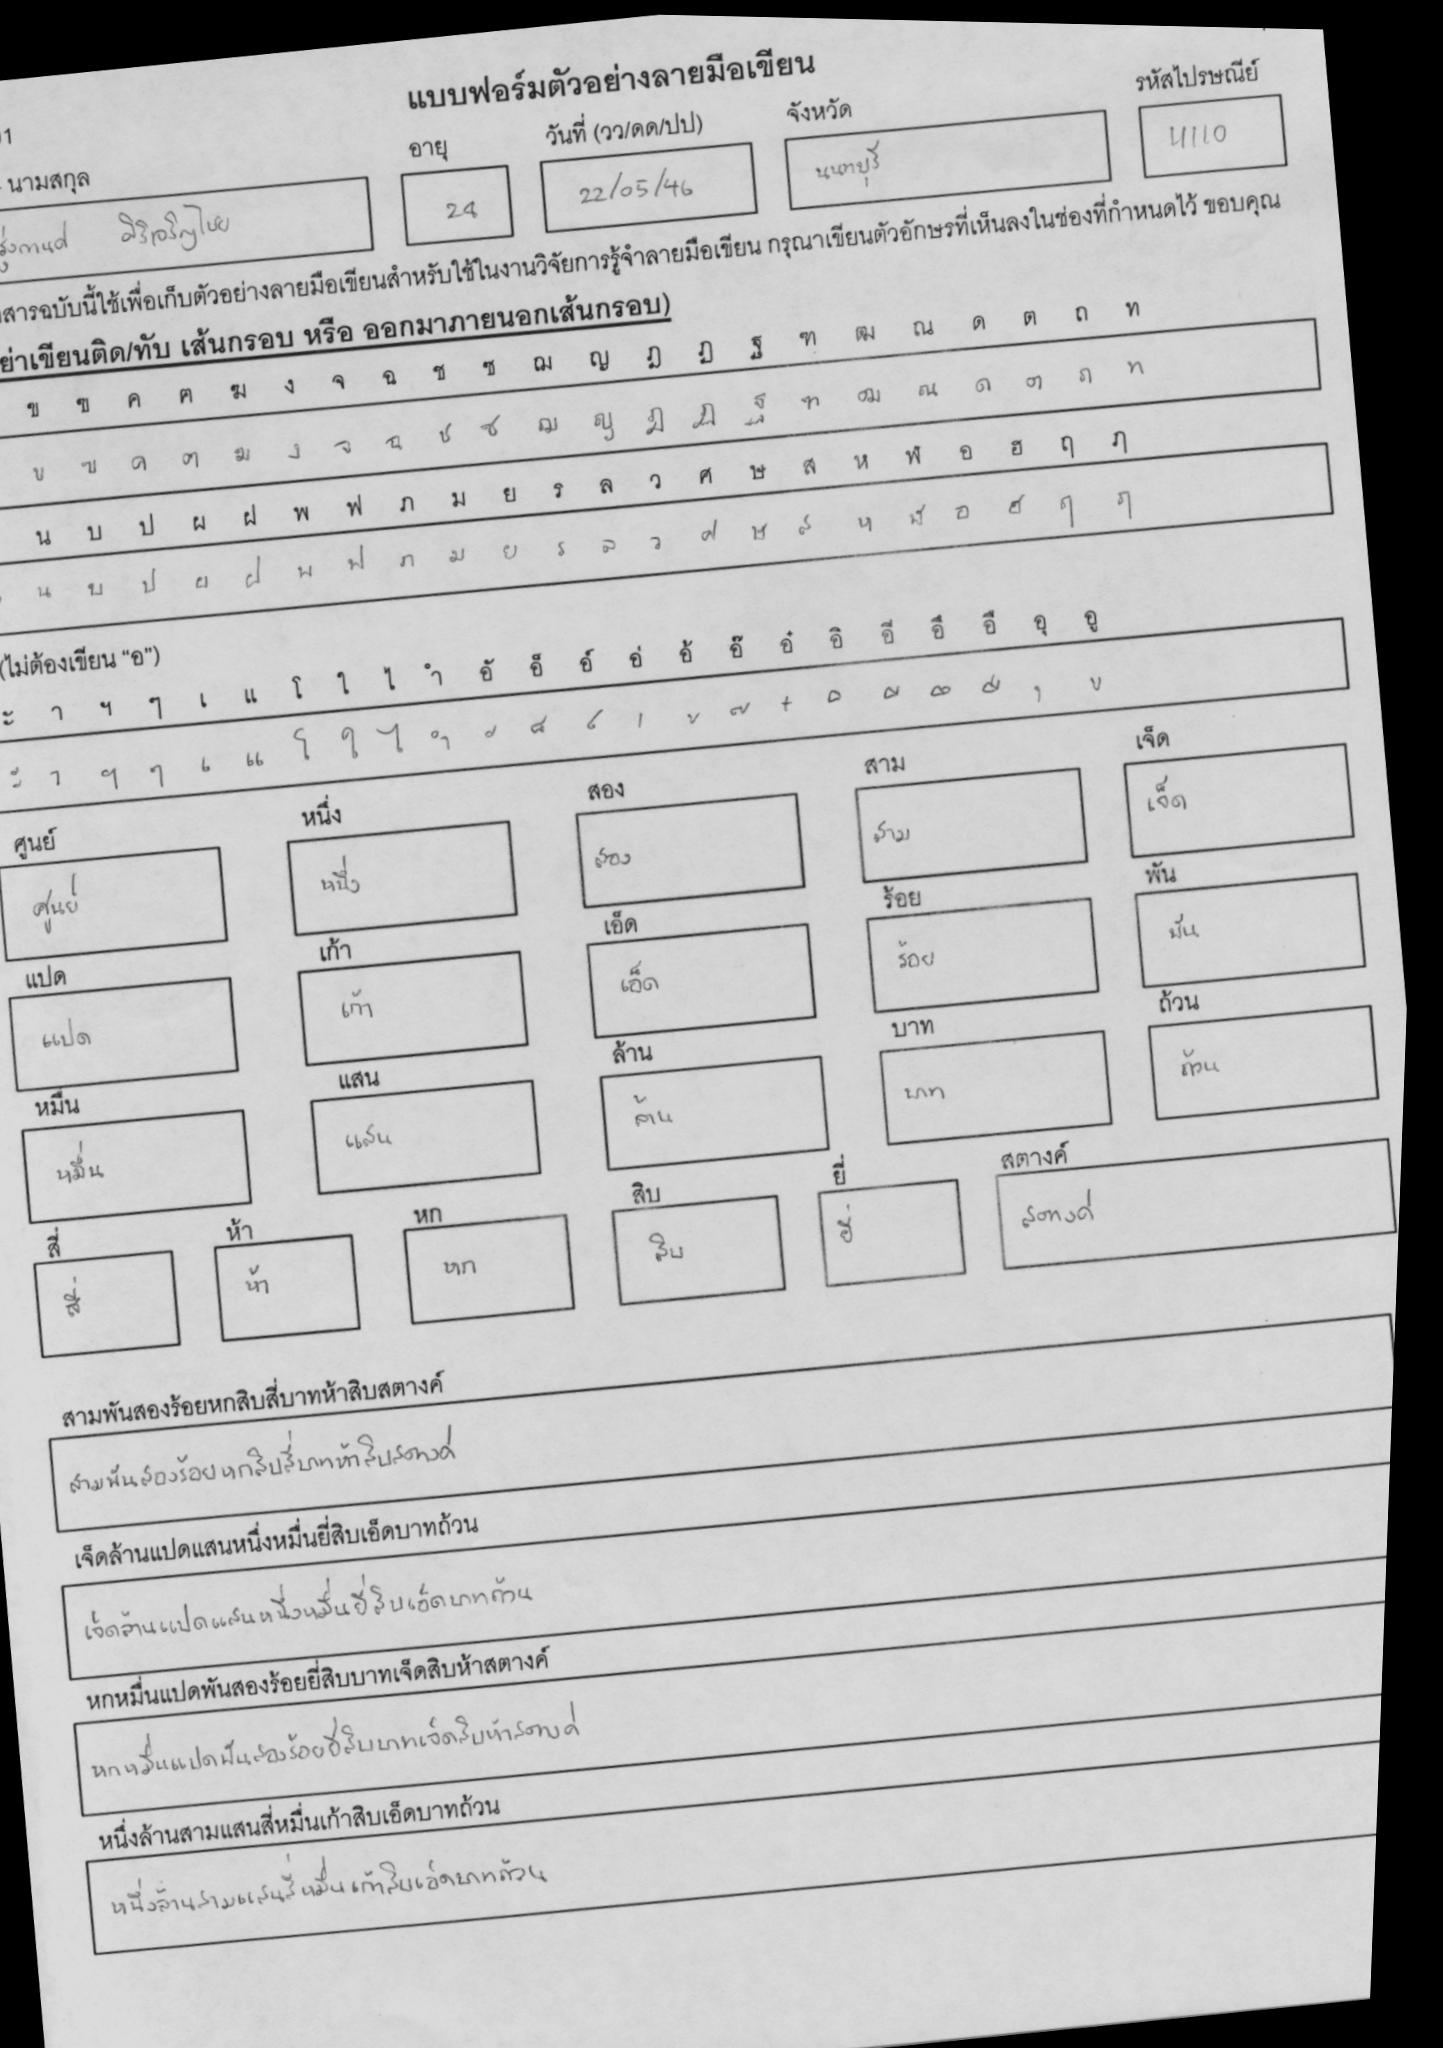 แบบฟอร์มตัวอย่างลายมือเขียน
นามสกุล อายุ วันที่ (วว/ดด/ปป) จังหวัด รหัสไปรษณีย์
24 22/05/46 นนทบุรี 11110
สารฉบับนี้ใช้เพื่อเก็บตัวอย่างลายมือเขียนสำหรับใช้ในงานวิจัยการรู้จำลายมือเขียน กรุณาเขียนตัวอักษรที่เห็นลงในช่องที่กำหนดไว้ ขอบคุณ
ย่าเขียนติด/ทับ เส้นกรอบ หรือ ออกมาภายนอกเส้นกรอบ)
ข ฃ ค ฅ ฆ ง จ ฉ ช ซ ฌ ญ ฎ ฏ ฐ ฑ ฒ ณ ด ต ถ ท
ข ฃ ค ฅ ฆ ง จ ฉ ช ซ ฌ ญ ฎ ฏ ฐ ฑ ฒ ณ ด ต ถ ท
น บ ป ผ ฝ พ ฟ ภ ม ย ร ล ว ศ ษ ส ห ฬ อ ฮ ฤ ฦ
น บ ป ผ ฝ พ ฟ ภ ม ย ร ล ว ศ ษ ส ห ฬ อ ฮ ฤ ฦ
(ไม่ต้องเขียน “อ”)
ะ า ฯ ๆ เ แ โ ใ ไ ำ อั อ็ อ์ อ่ อ้ อ๊ อ๋ อิ อี อึ อื อุ อู
ะ า ฯ ๆ เ แ โ ใ ไ ำ ั ็ ์ ่ ้ ๊ ๋ ิ ี ึ ื ุ ู
ศูนย์ หนึ่ง สอง สาม เจ็ด
ศูนย์ หนึ่ง สอง สาม เจ็ด
แปด เก้า เอ็ด ร้อย พัน
แปด เก้า เอ็ด ร้อย พัน
หมื่น แสน ล้าน บาท ถ้วน
หมื่น แสน ล้าน บาท ถ้วน
สี่ ห้า หก สิบ ยี่ สตางค์
สี่ ห้า หก สิบ ยี่ สตางค์
สามพันสองร้อยหกสิบสี่บาทห้าสิบสตางค์
สามพันสองร้อยหกสิบสี่บาทห้าสิบสตางค์
เจ็ดล้านแปดแสนหนึ่งหมื่นยี่สิบเอ็ดบาทถ้วน
เจ็ดล้านแปดแสนหนึ่งหมื่นยี่สิบเอ็ดบาทถ้วน
หกหมื่นแปดพันสองร้อยยี่สิบบาทเจ็ดสิบห้าสตางค์
หกหมื่นแปดพันสองร้อยยี่สิบบาทเจ็ดสิบห้าสตางค์
หนึ่งล้านสามแสนสี่หมื่นเก้าสิบเอ็ดบาทถ้วน
หนึ่งล้านสามแสนสี่หมื่นเก้าสิบเอ็ดบาทถ้วน